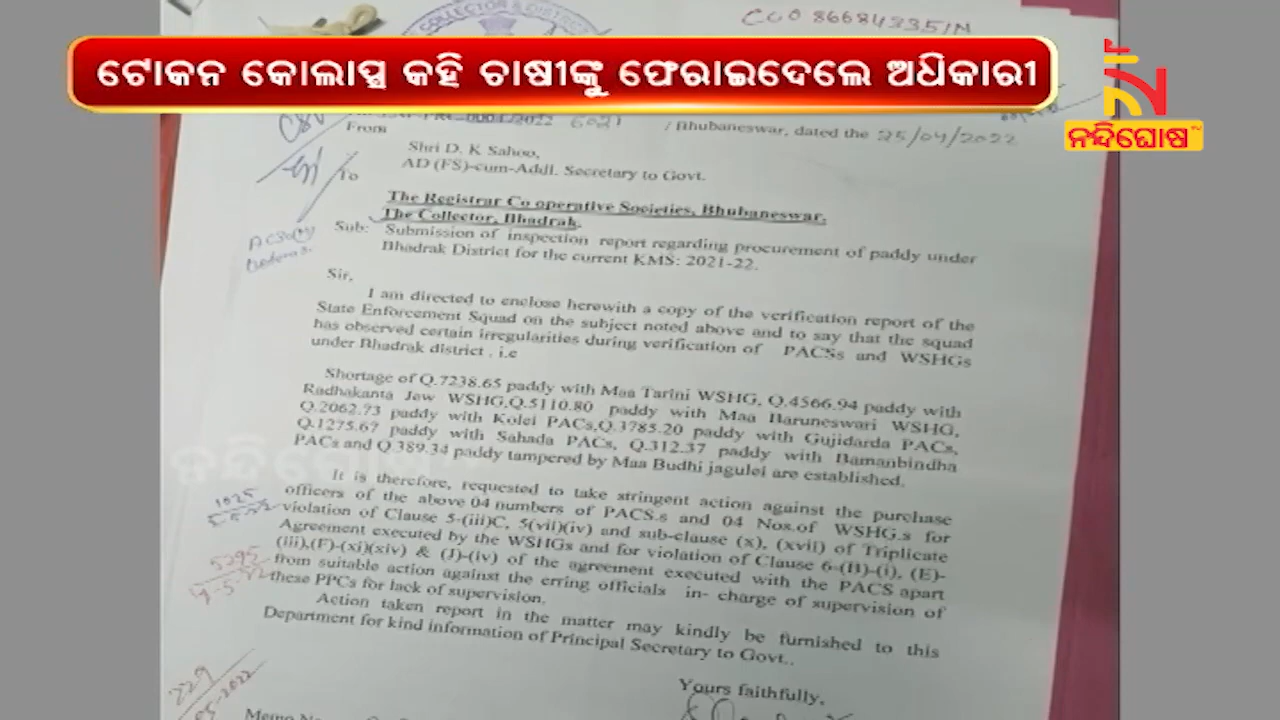 COLLECTOR & DISTRICT
ଟୋକନ କୋଲାପ୍ସ କହି ଚାଷୀଙ୍କୁ ଫେରାଇଦେଲେ ଅଧିକାରୀ
ନନ୍ଦିଘୋଷ
6021 / Bhubaneswar, dated the 25/04/2022
From
Shri D. K Sahoo,
AD (FS)-cum-Addl. Secretary to Govt.
To
The Registrar Co operative Societies, Bhubaneswar.
The Collector, Bhadrak.
Sub: Submission of inspection report regarding procurement of paddy under
Bhadrak District for the current KMS: 2021-22.
Sir,
I am directed to enclose herewith a copy of the verification report of the
State Enforcement Squad on the subject noted above and to say that the squad
has observed certain irregularities during verification of PACSs and WSHGs
under Bhadrak district , i.e
Shortage of Q.7238.65 paddy with Maa Tarini WSHG, Q.4566.94 paddy with
Radhakanta Jew WSHG,Q.5110.80 paddy with Maa Baruneswari WSHG,
Q.2062.73 paddy with Kolei PACs,Q.3785.20 paddy with Gujidarda PACs,
Q.1275.67 paddy with Sahada PACs, Q.312.37 paddy with Bamanbindha
PACs and Q.389.34 paddy tampered by Maa Budhi jagulei are established.
It is therefore, requested to take stringent action against the purchase
officers of the above 04 numbers of PACS.s and 04 Nos.of WSHG.s for
violation of Clause 5-(iii)C, 5(vii)(iv) and sub-clause (x), (xvii) of Triplicate
Agreement executed by the WSHGs and for violation of Clause 6-(B)-(i), (E)-
(iii),(F)-(xi)(xiv) & (J)-(iv) of the agreement executed with the PACS apart
from suitable action against the erring officials in- charge of supervision of
these PPCs for lack of supervision.
Action taken report in the matter may kindly be furnished to this
Department for kind information of Principal Secretary to Govt..
1025
5-5-22
5295
4-5-22
229
Yours faithfully,